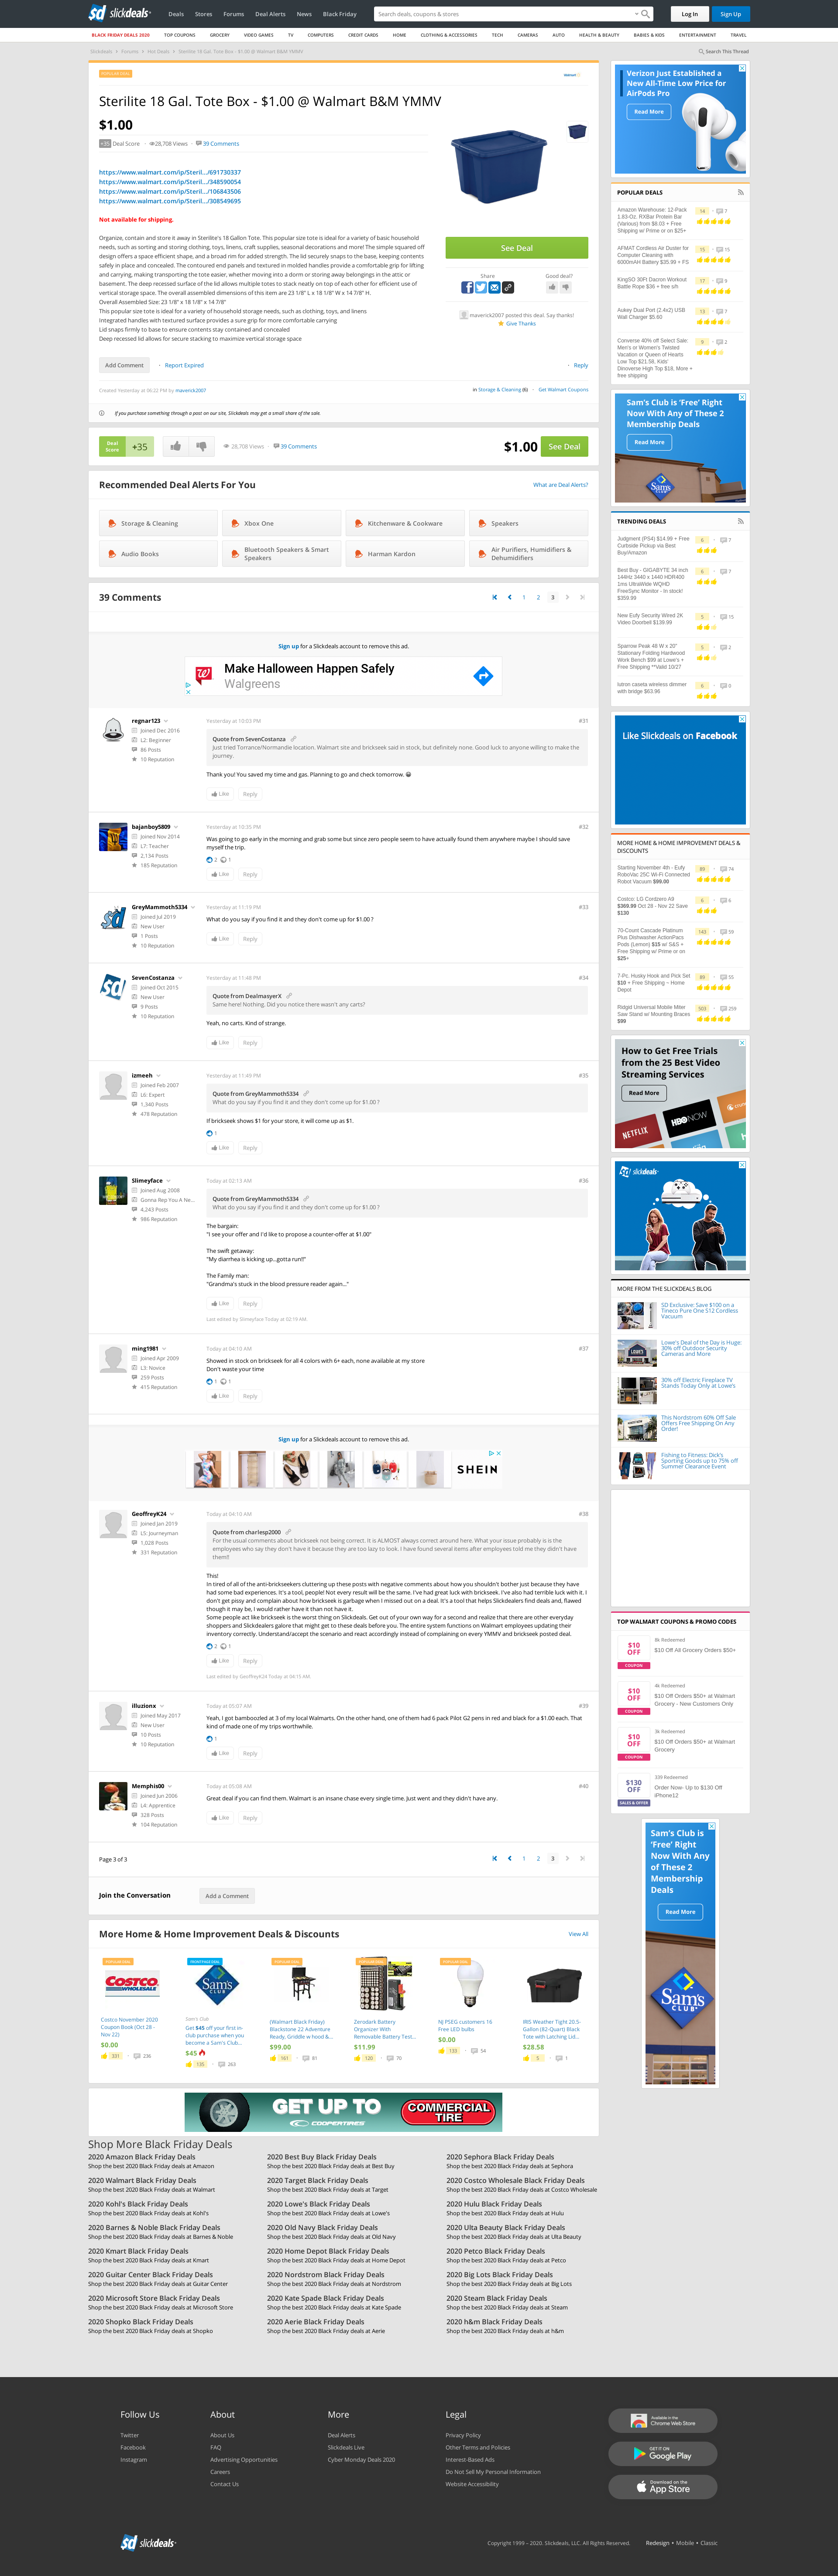 slickdeals
Deals Stores Forums Deal Alerts News Black Friday
Search deals, coupons & stores
Log In Sign Up
BLACK FRIDAY DEALS 2020 TOP COUPONS GROCERY VIDEO GAMES TV COMPUTERS CREDIT CARDS HOME CLOTHING & ACCESSORIES TECH CAMERAS AUTO HEALTH & BEAUTY BABIES & KIDS ENTERTAINMENT TRAVEL
Slickdeals > Forums > Hot Deals > Sterilite 18 Gal. Tote Box - $1.00 @ Walmart B&M YMMV
Search This Thread
POPULAR DEAL
Walmart
Sterilite 18 Gal. Tote Box - $1.00 @ Walmart B&M YMMV
$1.00
+35 Deal Score 28,708 Views 39 Comments
https://www.walmart.com/ip/Steril.../691730337
https://www.walmart.com/ip/Steril.../348590054
https://www.walmart.com/ip/Steril.../106843506
https://www.walmart.com/ip/Steril.../308549695
Not available for shipping.
Organize, contain and store it all away in Sterilite's 18 Gallon Tote. This popular size tote is ideal for a variety of household basic
needs, such as sorting and storing clothing, toys, linens, craft supplies, seasonal decorations and more! The simple straight off
design offers a space efficient shape, and a broad rim for added strength. The lid securely snaps to the base, keeping contents
safely in place and protected. The contoured end panels and textured in-molded handles provide a comfortable grip for lifting
and carrying, making transporting the tote easier, whether moving down into a dorm or storing away belongings in the attic or
the basement. The deep recessed surface of the lid allows multiple totes to stack on top of each other for efficient use of
vertical storage space. The overall assembled dimensions of this item are 23 1/8" L x 18 1/8" W x 14 7/8" H.
Overall Assembled Size: 23 1/8" x 18 1/8" x 14 7/8"
This popular size tote is ideal for a variety of household storage needs, such as clothing, toys, and linens
Integrated handles with textured surface provides a sure grip for more comfortable carrying
Lid snaps firmly to base to ensure contents stay contained and concealed
Deep recessed lid allows for secure stacking to maximize vertical storage space
See Deal
Share Good deal?
maverick2007 posted this deal. Say thanks!
Give Thanks
Add Comment Report Expired Reply
Created Yesterday at 06:22 PM by maverick2007
in Storage & Cleaning (6) Get Walmart Coupons
If you purchase something through a post on our site, Slickdeals may get a small share of the sale.
Deal Score +35 28,708 Views 39 Comments $1.00 See Deal
Recommended Deal Alerts For You
What are Deal Alerts?
Storage & Cleaning Xbox One Kitchenware & Cookware Speakers
Audio Books Bluetooth Speakers & Smart Speakers Harman Kardon Air Purifiers, Humidifiers & Dehumidifiers
39 Comments
1 2 3
Sign up for a Slickdeals account to remove this ad.
Make Halloween Happen Safely
Walgreens
regnar123
Joined Dec 2016
L2: Beginner
86 Posts
10 Reputation
Yesterday at 10:03 PM #31
Quote from SevenCostanza
Just tried Torrance/Normandie location. Walmart site and brickseek said in stock, but definitely none. Good luck to anyone willing to make the
journey.
Thank you! You saved my time and gas. Planning to go and check tomorrow.
Like Reply
bajanboy5809
Joined Nov 2014
L7: Teacher
2,134 Posts
185 Reputation
Yesterday at 10:35 PM #32
Was going to go early in the morning and grab some but since zero people seem to have actually found them anywhere maybe I should save
myself the trip.
2 1
Like Reply
GreyMammoth5334
Joined Jul 2019
New User
1 Posts
10 Reputation
Yesterday at 11:19 PM #33
What do you say if you find it and they don't come up for $1.00 ?
Like Reply
SevenCostanza
Joined Oct 2015
New User
9 Posts
10 Reputation
Yesterday at 11:48 PM #34
Quote from DealmasyerX
Same here! Nothing. Did you notice there wasn't any carts?
Yeah, no carts. Kind of strange.
Like Reply
izmeeh
Joined Feb 2007
L6: Expert
1,340 Posts
478 Reputation
Yesterday at 11:49 PM #35
Quote from GreyMammoth5334
What do you say if you find it and they don't come up for $1.00 ?
If brickseek shows $1 for your store, it will come up as $1.
1
Like Reply
Slimeyface
Joined Aug 2008
Gonna Rep You A Ne...
4,243 Posts
986 Reputation
Today at 02:13 AM #36
Quote from GreyMammoth5334
What do you say if you find it and they don't come up for $1.00 ?
The bargain:
"I see your offer and I'd like to propose a counter-offer at $1.00"
The swift getaway:
"My diarrhea is kicking up...gotta run!!"
The Family man:
"Grandma's stuck in the blood pressure reader again..."
Like Reply
Last edited by Slimeyface Today at 02:19 AM.
ming1981
Joined Apr 2009
L3: Novice
259 Posts
415 Reputation
Today at 04:10 AM #37
Showed in stock on brickseek for all 4 colors with 6+ each, none available at my store
Don't waste your time
1 1
Like Reply
Sign up for a Slickdeals account to remove this ad.
SHEIN
GeoffreyK24
Joined Jan 2019
L5: Journeyman
1,028 Posts
331 Reputation
Today at 04:10 AM #38
Quote from charlesp2000
For the usual comments about brickseek not being correct. It is ALMOST always correct around here. What your issue probably is is the
employees who say they don't have it because they are too lazy to look. I have found several items after employees told me they didn't have
them!!
This!
In tired of all of the anti-brickseekers cluttering up these posts with negative comments about how you shouldn't bother just because they have
had some bad experiences. It's a tool, people! Not every result will be the same. I've had great luck with brickseek. I've also had terrible luck with it. I
don't get pissy and complain about how brickseek is garbage when I missed out on a deal. It's a tool that helps Slickdealers find deals and, flawed
though it may be, I would rather have it than not have it.
Some people act like brickseek is the worst thing on Slickdeals. Get out of your own way for a second and realize that there are other everyday
shoppers and Slickdealers that might get to these deals before you. The entire system functions on Walmart employees updating their
inventory correctly. Understand/accept the scenario and react accordingly instead of complaining on every YMMV and brickseek posted deal.
2 1
Like Reply
Last edited by GeoffreyK24 Today at 04:15 AM.
illuzionx
Joined May 2017
New User
10 Posts
10 Reputation
Today at 05:07 AM #39
Yeah, I got bamboozled at 3 of my local Walmarts. On the other hand, one of them had 6 pack Pilot G2 pens in red and black for a $1.00 each. That
kind of made one of my trips worthwhile.
1
Like Reply
Memphis00
Joined Jun 2006
L4: Apprentice
328 Posts
104 Reputation
Today at 05:08 AM #40
Great deal if you can find them. Walmart is an insane chase every single time. Just went and they didn't have any.
Like Reply
Page 3 of 3
1 2 3
Join the Conversation Add a Comment
More Home & Home Improvement Deals & Discounts
View All
Costco November 2020 Coupon Book (Oct 28 - Nov 22)
$0.00
331 236
Sam's Club
Get $45 off your first in-club purchase when you become a Sam's Club...
$45
135 263
(Walmart Black Friday) Blackstone 22 Adventure Ready, Griddle w hood &...
$99.00
161 81
Zerodark Battery Organizer With Removable Battery Test...
$11.99
120 76
NJ PSEG customers 16 Free LED bulbs
$0.00
133 54
IRIS Weather Tight 20.5-Gallon (82-Quart) Black Tote with Latching Lid...
$28.58
5 1
GET UP TO COOPERTIRES COMMERCIAL TIRE
Verizon Just Established a
New All-Time Low Price for
AirPods Pro
Read More
POPULAR DEALS
Amazon Warehouse: 12-Pack
1.83-Oz. RXBar Protein Bar
(Various) from $8.03 + Free
Shipping w/ Prime or on $25+
14 7
AFMAT Cordless Air Duster for
Computer Cleaning with
6000mAH Battery $35.99 + FS
15 15
KingSO 30Ft Dacron Workout
Battle Rope $36 + free s/h
17 9
Aukey Dual Port (2.4x2) USB
Wall Charger $5.60
13 7
Converse 40% off Select Sale:
Men's or Women's Twisted
Vacation or Queen of Hearts
Low Top $21.58, Kids'
Dinoverse High Top $18, More +
free shipping
9 2
Sam's Club is 'Free' Right
Now With Any of These 2
Membership Deals
Read More
TRENDING DEALS
Judgment (PS4) $14.99 + Free
Curbside Pickup via Best
Buy/Amazon
6 7
Best Buy - GIGABYTE 34 inch
144Hz 3440 x 1440 HDR400
1ms UltraWide WQHD
FreeSync Monitor - In stock!
$359.99
6 7
New Eufy Security Wired 2K
Video Doorbell $139.99
5 15
Sparrow Peak 48 W x 20"
Stationary Folding Hardwood
Work Bench $99 at Lowe's +
Free Shipping **Valid 10/27
5 2
lutron caseta wireless dimmer
with bridge $63.96
6 0
Like Slickdeals on Facebook
MORE HOME & HOME IMPROVEMENT DEALS &
DISCOUNTS
Starting November 4th - Eufy
RoboVac 25C Wi-Fi Connected
Robot Vacuum $99.00
89 74
Costco: LG Cordzero A9
$369.99 Oct 28 - Nov 22 Save
$130
6 6
70-Count Cascade Platinum
Plus Dishwasher ActionPacs
Pods (Lemon) $15 w/ S&S +
Free Shipping w/ Prime or on
$25+
143 59
7-Pc. Husky Hook and Pick Set
$10 + Free Shipping ~ Home
Depot
89 55
Ridgid Universal Mobile Miter
Saw Stand w/ Mounting Braces
$99
503 259
How to Get Free Trials
from the 25 Best Video
Streaming Services
Read More
NETFLIX HBO NOW
slickdeals
MORE FROM THE SLICKDEALS BLOG
SD Exclusive: Save $100 on a
Tineco Pure One S12 Cordless
Vacuum
Lowe's Deal of the Day is Huge:
30% off Outdoor Security
Cameras and More
30% off Electric Fireplace TV
Stands Today Only at Lowe's
This Nordstrom 60% Off Sale
Offers Free Shipping On Any
Order!
Fishing to Fitness: Dick's
Sporting Goods up to 75% off
Summer Clearance Event
TOP WALMART COUPONS & PROMO CODES
$10 OFF COUPON
8k Redeemed
$10 Off All Grocery Orders $50+
$10 OFF COUPON
4k Redeemed
$10 Off Orders $50+ at Walmart
Grocery - New Customers Only
$10 OFF COUPON
3k Redeemed
$10 Off Orders $50+ at Walmart
Grocery
$130 OFF SALES & OFFER
339 Redeemed
Order Now- Up to $130 Off
iPhone12
Sam's Club is
'Free' Right
Now With Any
of These 2
Membership
Deals
Read More
Sam's CLUB
Shop More Black Friday Deals
2020 Amazon Black Friday Deals
Shop the best 2020 Black Friday deals at Amazon
2020 Best Buy Black Friday Deals
Shop the best 2020 Black Friday deals at Best Buy
2020 Sephora Black Friday Deals
Shop the best 2020 Black Friday deals at Sephora
2020 Walmart Black Friday Deals
Shop the best 2020 Black Friday deals at Walmart
2020 Target Black Friday Deals
Shop the best 2020 Black Friday deals at Target
2020 Costco Wholesale Black Friday Deals
Shop the best 2020 Black Friday deals at Costco Wholesale
2020 Kohl's Black Friday Deals
Shop the best 2020 Black Friday deals at Kohl's
2020 Lowe's Black Friday Deals
Shop the best 2020 Black Friday deals at Lowe's
2020 Hulu Black Friday Deals
Shop the best 2020 Black Friday deals at Hulu
2020 Barnes & Noble Black Friday Deals
Shop the best 2020 Black Friday deals at Barnes & Noble
2020 Old Navy Black Friday Deals
Shop the best 2020 Black Friday deals at Old Navy
2020 Ulta Beauty Black Friday Deals
Shop the best 2020 Black Friday deals at Ulta Beauty
2020 Kmart Black Friday Deals
Shop the best 2020 Black Friday deals at Kmart
2020 Home Depot Black Friday Deals
Shop the best 2020 Black Friday deals at Home Depot
2020 Petco Black Friday Deals
Shop the best 2020 Black Friday deals at Petco
2020 Guitar Center Black Friday Deals
Shop the best 2020 Black Friday deals at Guitar Center
2020 Nordstrom Black Friday Deals
Shop the best 2020 Black Friday deals at Nordstrom
2020 Big Lots Black Friday Deals
Shop the best 2020 Black Friday deals at Big Lots
2020 Microsoft Store Black Friday Deals
Shop the best 2020 Black Friday deals at Microsoft Store
2020 Kate Spade Black Friday Deals
Shop the best 2020 Black Friday deals at Kate Spade
2020 Steam Black Friday Deals
Shop the best 2020 Black Friday deals at Steam
2020 Shopko Black Friday Deals
Shop the best 2020 Black Friday deals at Shopko
2020 Aerie Black Friday Deals
Shop the best 2020 Black Friday deals at Aerie
2020 h&m Black Friday Deals
Shop the best 2020 Black Friday deals at h&m
Follow Us
Twitter
Facebook
Instagram
About
About Us
FAQ
Advertising Opportunities
Careers
Contact Us
More
Deal Alerts
Slickdeals Live
Cyber Monday Deals 2020
Legal
Privacy Policy
Other Terms and Policies
Interest-Based Ads
Do Not Sell My Personal Information
Website Accessibility
Available in the Chrome Web Store
GET IT ON Google Play
Download on the App Store
slickdeals
Copyright 1999 - 2020. Slickdeals, LLC. All Rights Reserved. Redesign • Mobile • Classic